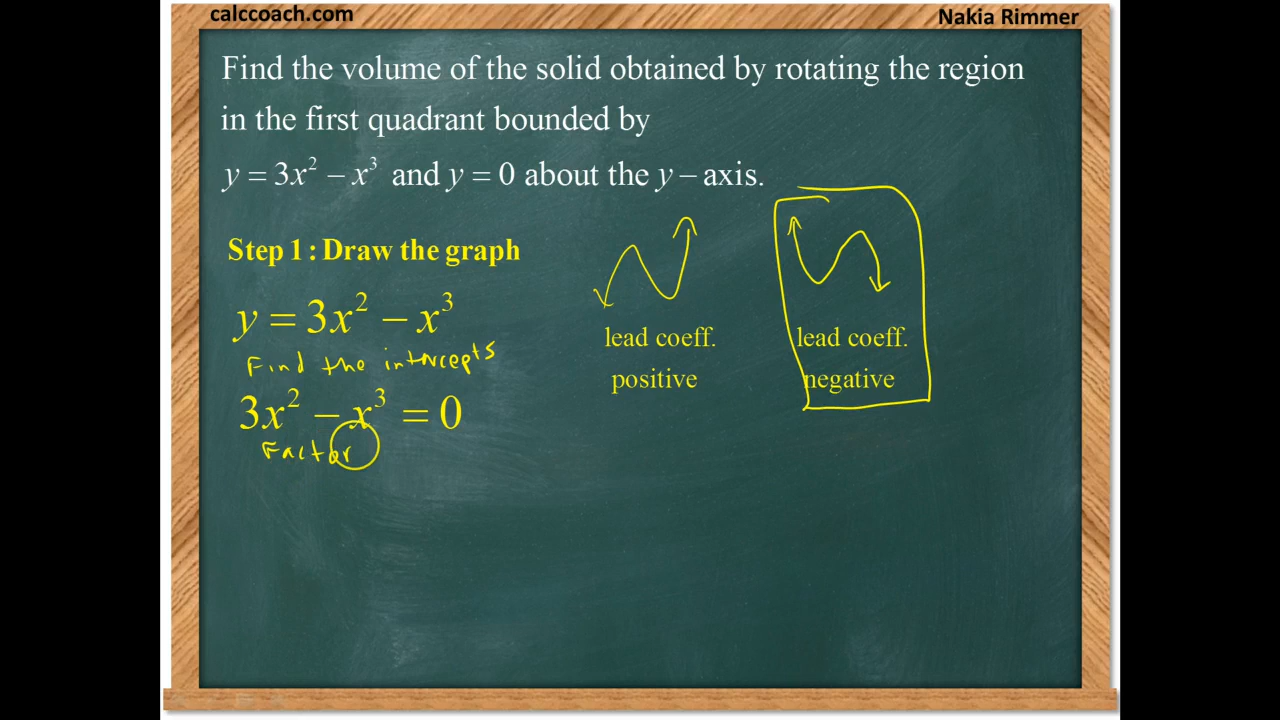 calccoach.com
Nakia Rimmer
Find the volume of the solid obtained by rotating the region
in the first quadrant bounded by
y = 3x² − x³ and y = 0 about the y − axis.
Step 1 : Draw the graph
y = 3x² − x³
Find the intercepts
3x² − x³ = 0
Factor
lead coeff.
positive
lead coeff.
negative